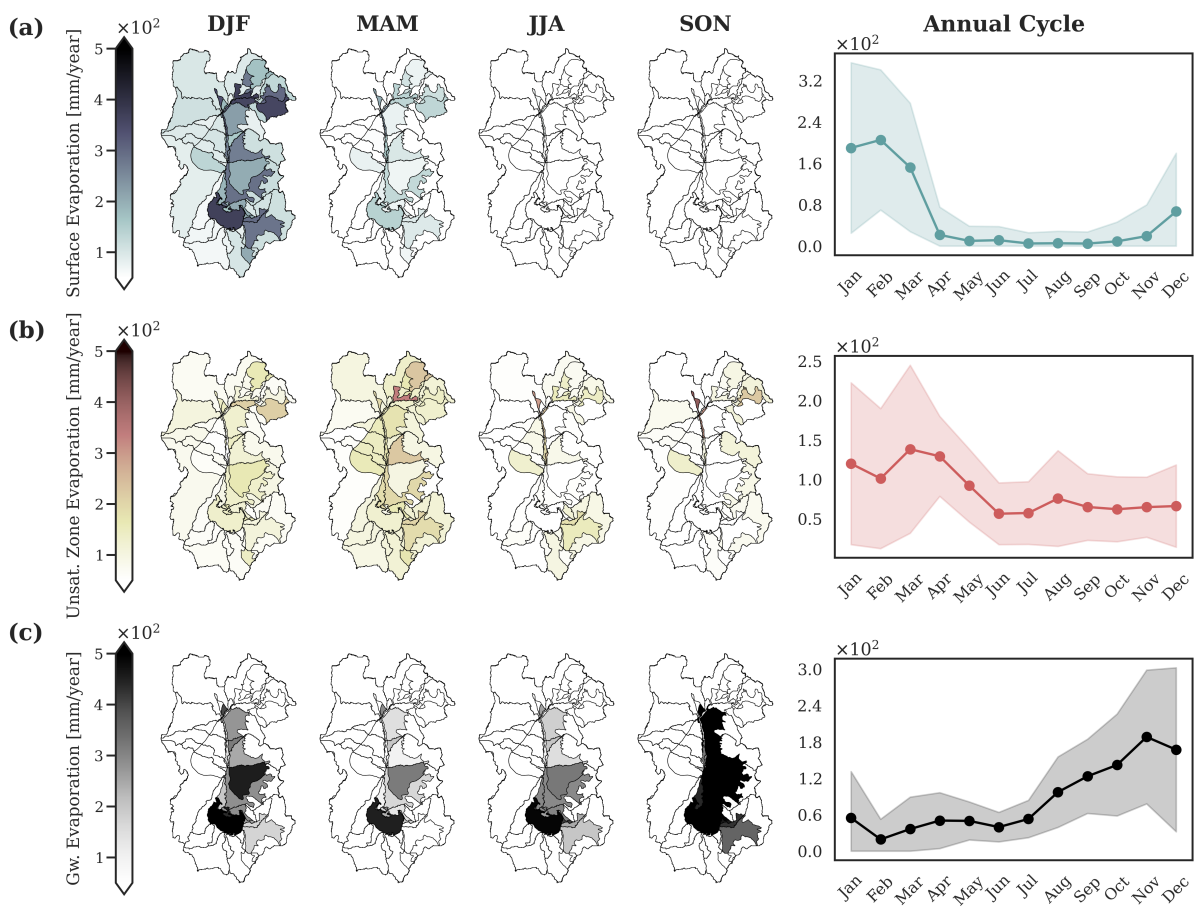 (a)
DJF
MAM
JJA
SON
Annual Cycle
×10²
×10²
Surface Evaporation [mm/year]
5
4
3
2
1
3.2
2.4
1.6
0.8
0.0
Jan
Feb
Mar
Apr
May
Jun
Jul
Aug
Sep
Oct
Nov
Dec
(b)
×10²
×10²
Unsat. Zone Evaporation [mm/year]
5
4
3
2
1
2.5
2.0
1.5
1.0
0.5
Jan
Feb
Mar
Apr
May
Jun
Jul
Aug
Sep
Oct
Nov
Dec
(c)
×10²
×10²
Gw. Evaporation [mm/year]
5
4
3
2
1
3.0
2.4
1.8
1.2
0.6
0.0
Jan
Feb
Mar
Apr
May
Jun
Jul
Aug
Sep
Oct
Nov
Dec